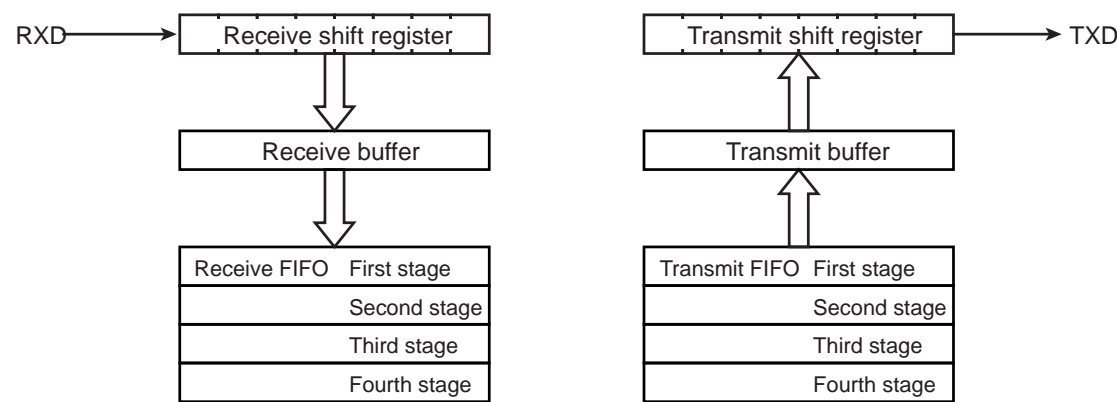 RXD
Receive shift register
Receive buffer
Receive FIFO First stage
Second stage
Third stage
Fourth stage
Transmit shift register
TXD
Transmit buffer
Transmit FIFO First stage
Second stage
Third stage
Fourth stage